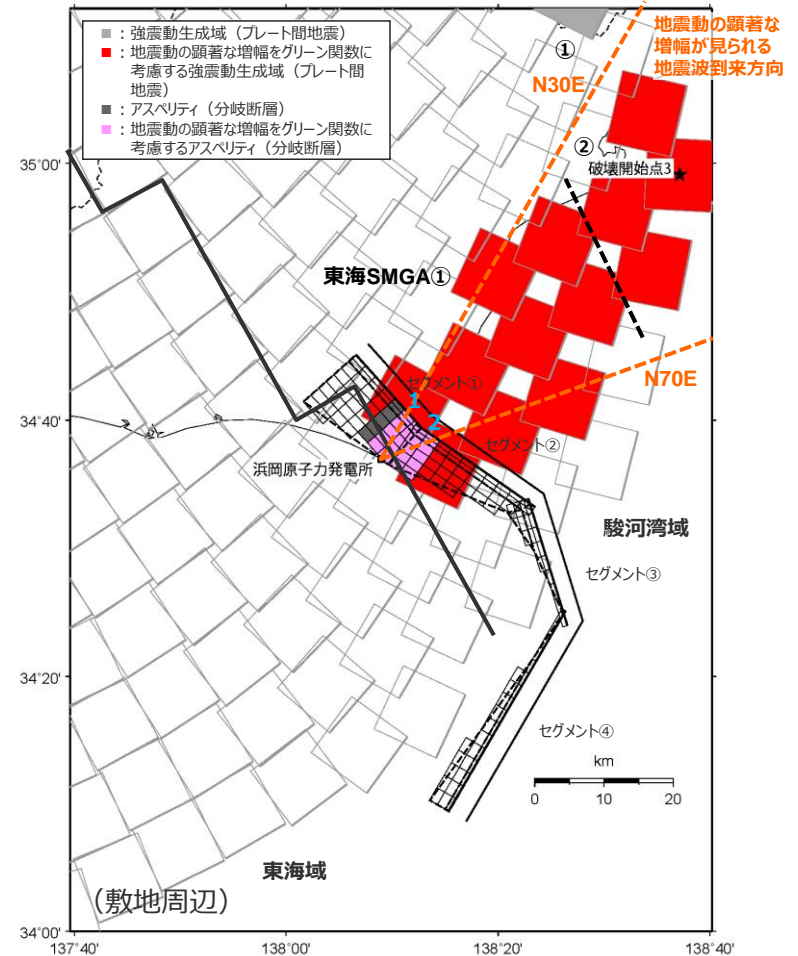 ■：強震動生成域（プレート間地震）
■：地震動の顕著な増幅をグリーン関数に
考慮する強震動生成域（プレート間
地震）
■：アスペリティ（分岐断層）
■：地震動の顕著な増幅をグリーン関数に
考慮するアスペリティ（分岐断層）
地震動の顕著な
増幅が見られる
地震波到来方向
①
N30E
②
破壊開始点3
35°00'
東海SMGA①
N70E
セグメント①
1
2
34°40'
セグメント②
浜岡原子力発電所
駿河湾域
セグメント③
34°20'
セグメント④
km
0 10 20
東海域
（敷地周辺）
34°00'
137°40' 138°00' 138°20' 138°40'